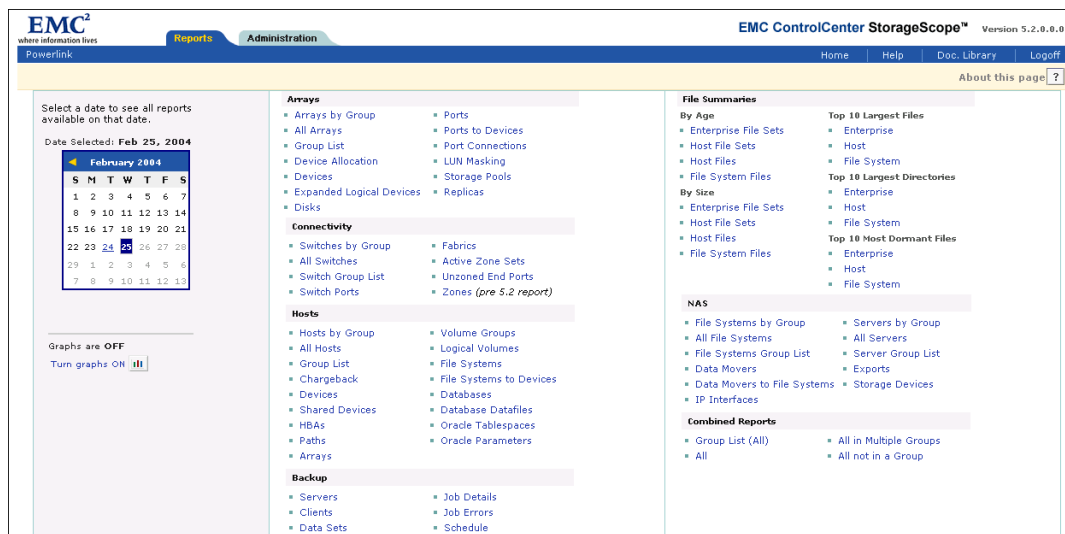 EMC²
where information lives
Reports
Administration
EMC ControlCenter StorageScope™ Version 5.2.0.0.0
Powerlink
Home
Help
Doc. Library
Logoff
About this page ?
Select a date to see all reports
available on that date.
Date Selected: Feb 25, 2004
February 2004
S M T W T F S
1 2 3 4 5 6 7
8 9 10 11 12 13 14
15 16 17 18 19 20 21
22 23 24 25 26 27 28
29 1 2 3 4 5 6
7 8 9 10 11 12 13
Graphs are OFF
Turn graphs ON
Arrays
Arrays by Group
All Arrays
Group List
Device Allocation
Devices
Expanded Logical Devices
Disks
Ports
Ports to Devices
Port Connections
LUN Masking
Storage Pools
Replicas
Connectivity
Switches by Group
All Switches
Switch Group List
Switch Ports
Fabrics
Active Zone Sets
Unzoned End Ports
Zones (pre 5.2 report)
Hosts
Hosts by Group
All Hosts
Group List
Chargeback
Devices
Shared Devices
HBAs
Paths
Arrays
Volume Groups
Logical Volumes
File Systems
File Systems to Devices
Databases
Database Datafiles
Oracle Tablespaces
Oracle Parameters
Backup
Servers
Clients
Data Sets
Job Details
Job Errors
Schedule
File Summaries
By Age
Enterprise File Sets
Host File Sets
Host Files
File System Files
By Size
Enterprise File Sets
Host File Sets
Host Files
File System Files
Top 10 Largest Files
Enterprise
Host
File System
Top 10 Largest Directories
Enterprise
Host
File System
Top 10 Most Dormant Files
Enterprise
Host
File System
NAS
File Systems by Group
All File Systems
File Systems Group List
Data Movers
Data Movers to File Systems
IP Interfaces
Servers by Group
All Servers
Server Group List
Exports
Storage Devices
Combined Reports
Group List (All)
All
All in Multiple Groups
All not in a Group